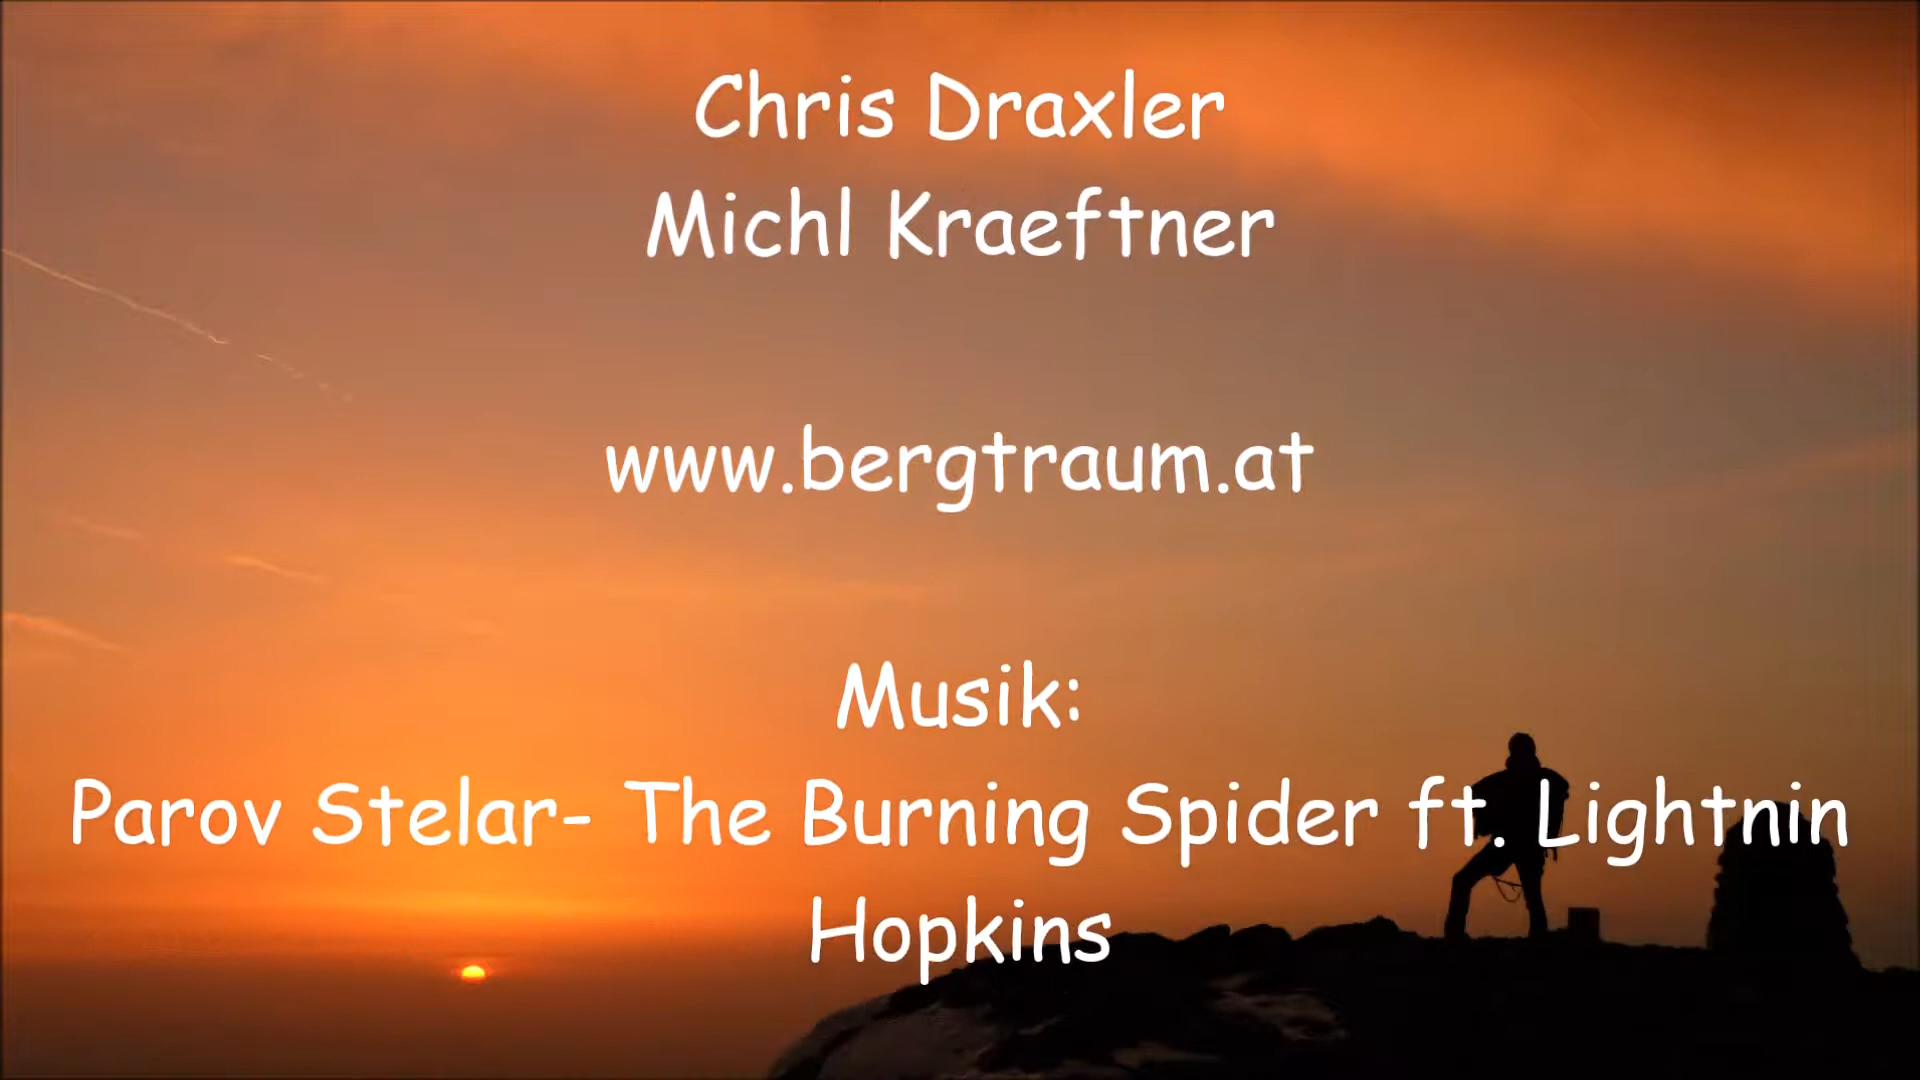 Chris Draxler
Michl Kraeftner
www.bergtraum.at
Musik:
Parov Stelar- The Burning Spider ft. Lightnin
Hopkins